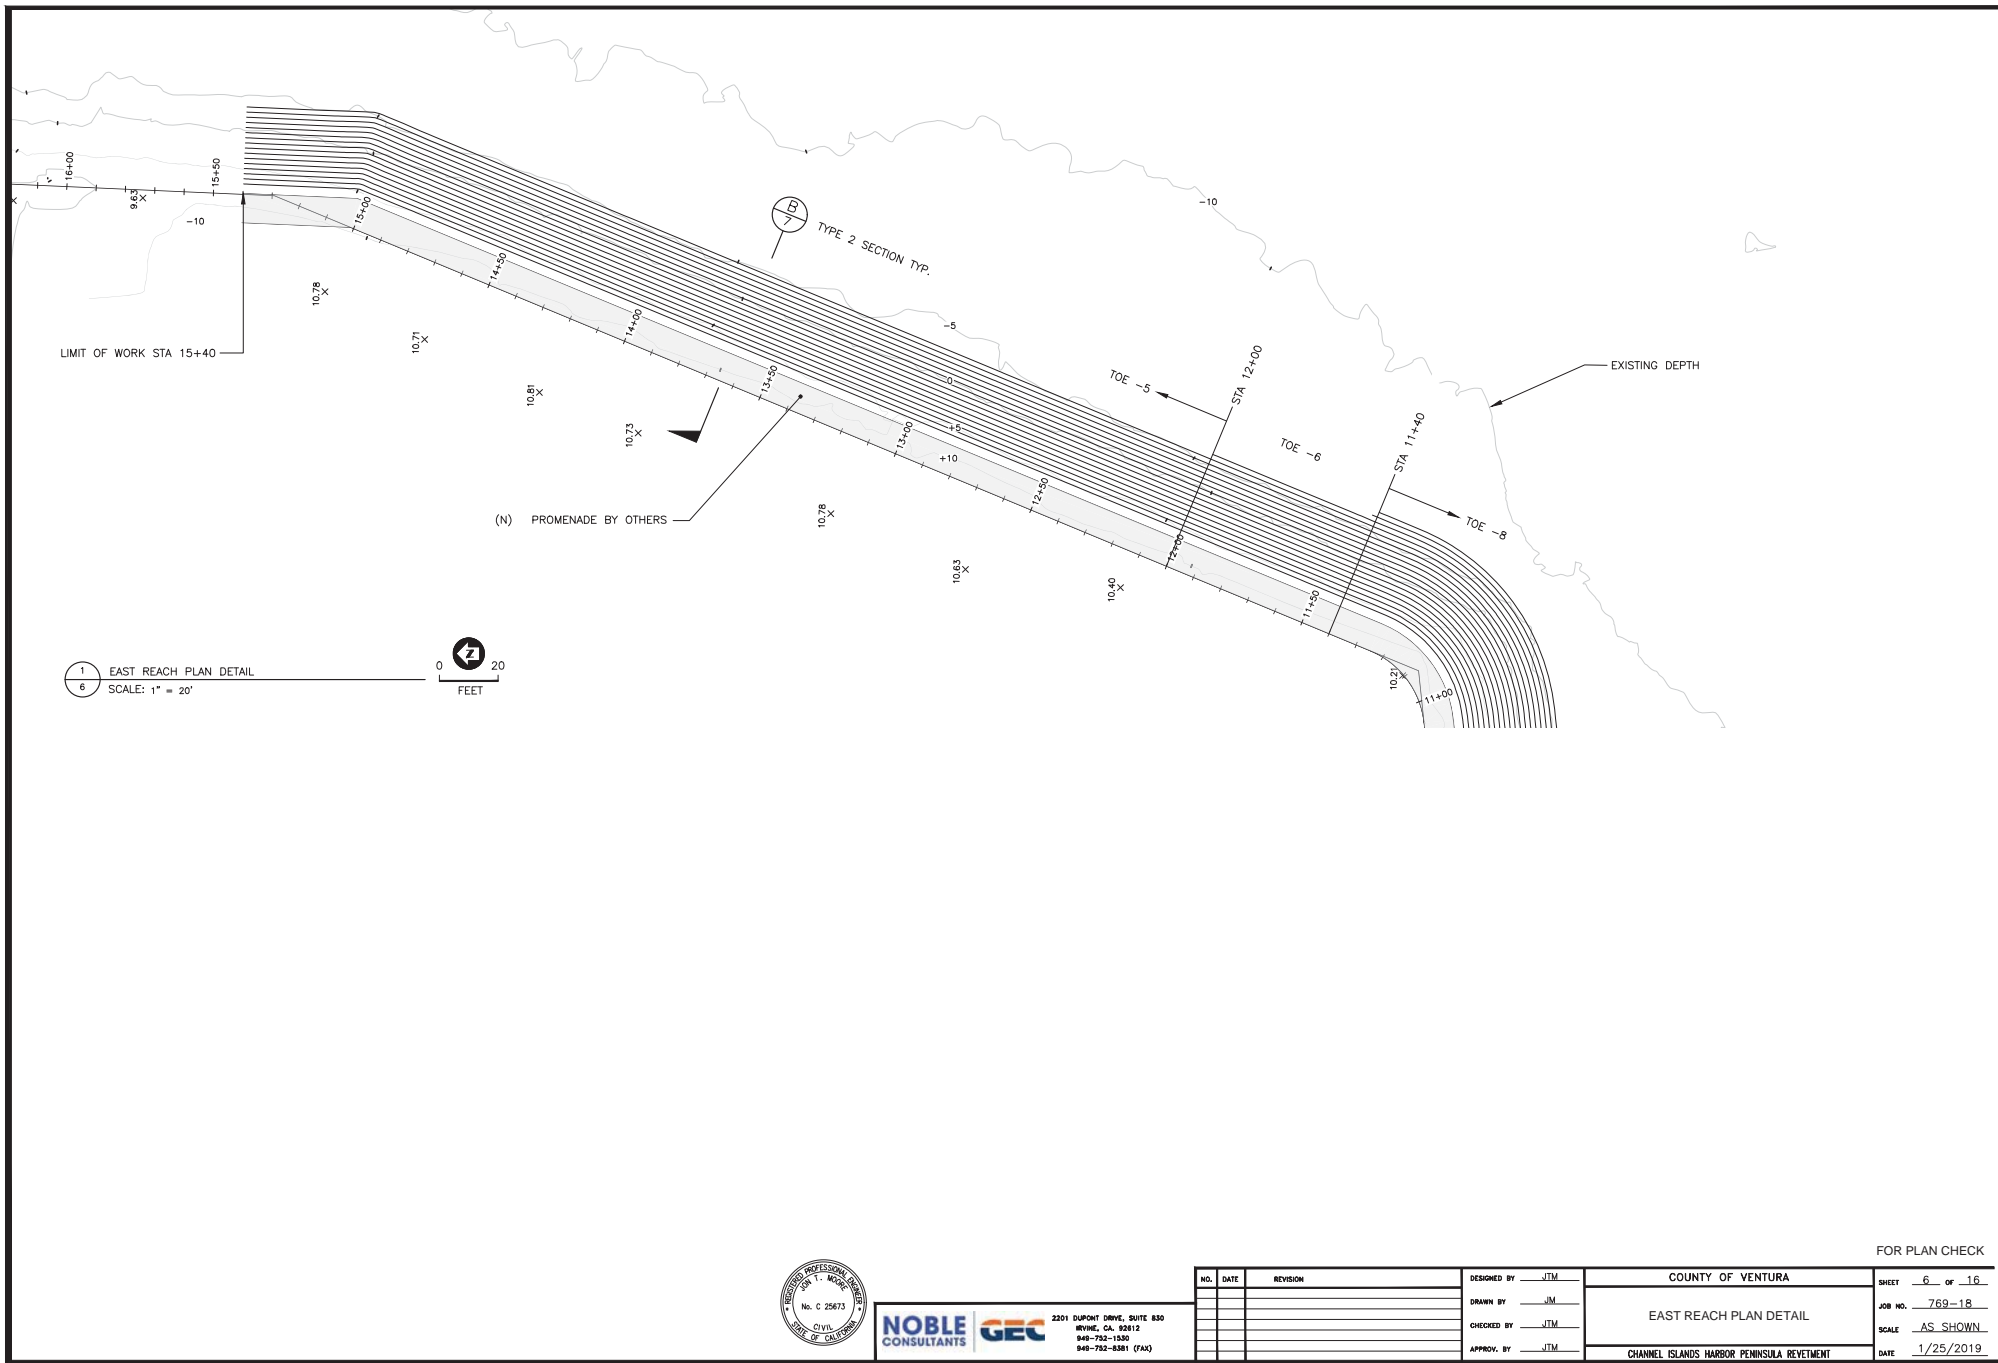 16+00
15+50
9.63
-10
15+00
14+50
10.78
10.71
LIMIT OF WORK STA 15+40
14+00
10.81
13+50
10.73
B
7
TYPE 2 SECTION TYP.
-10
-5
0
+5
+10
13+00
(N) PROMENADE BY OTHERS
10.78
12+50
10.63
12+00
10.40
TOE -5
STA 12+00
TOE -6
STA 11+40
TOE -8
EXISTING DEPTH
11+50
10.21
11+00
1
6
EAST REACH PLAN DETAIL
SCALE: 1" = 20'
0
Z
20
FEET
FOR PLAN CHECK
REGISTERED PROFESSIONAL ENGINEER
JON T. MOORE
No. C 25673
CIVIL
STATE OF CALIFORNIA
NOBLE
CONSULTANTS
GEC
2201 DUPONT DRIVE, SUITE 830
IRVINE, CA. 92612
949-752-1530
949-752-8381 (FAX)
NO. DATE REVISION
DESIGNED BY JTM
DRAWN BY JM
CHECKED BY JTM
APPROV. BY JTM
COUNTY OF VENTURA
EAST REACH PLAN DETAIL
CHANNEL ISLANDS HARBOR PENINSULA REVETMENT
SHEET 6 OF 16
JOB NO. 769-18
SCALE AS SHOWN
DATE 1/25/2019